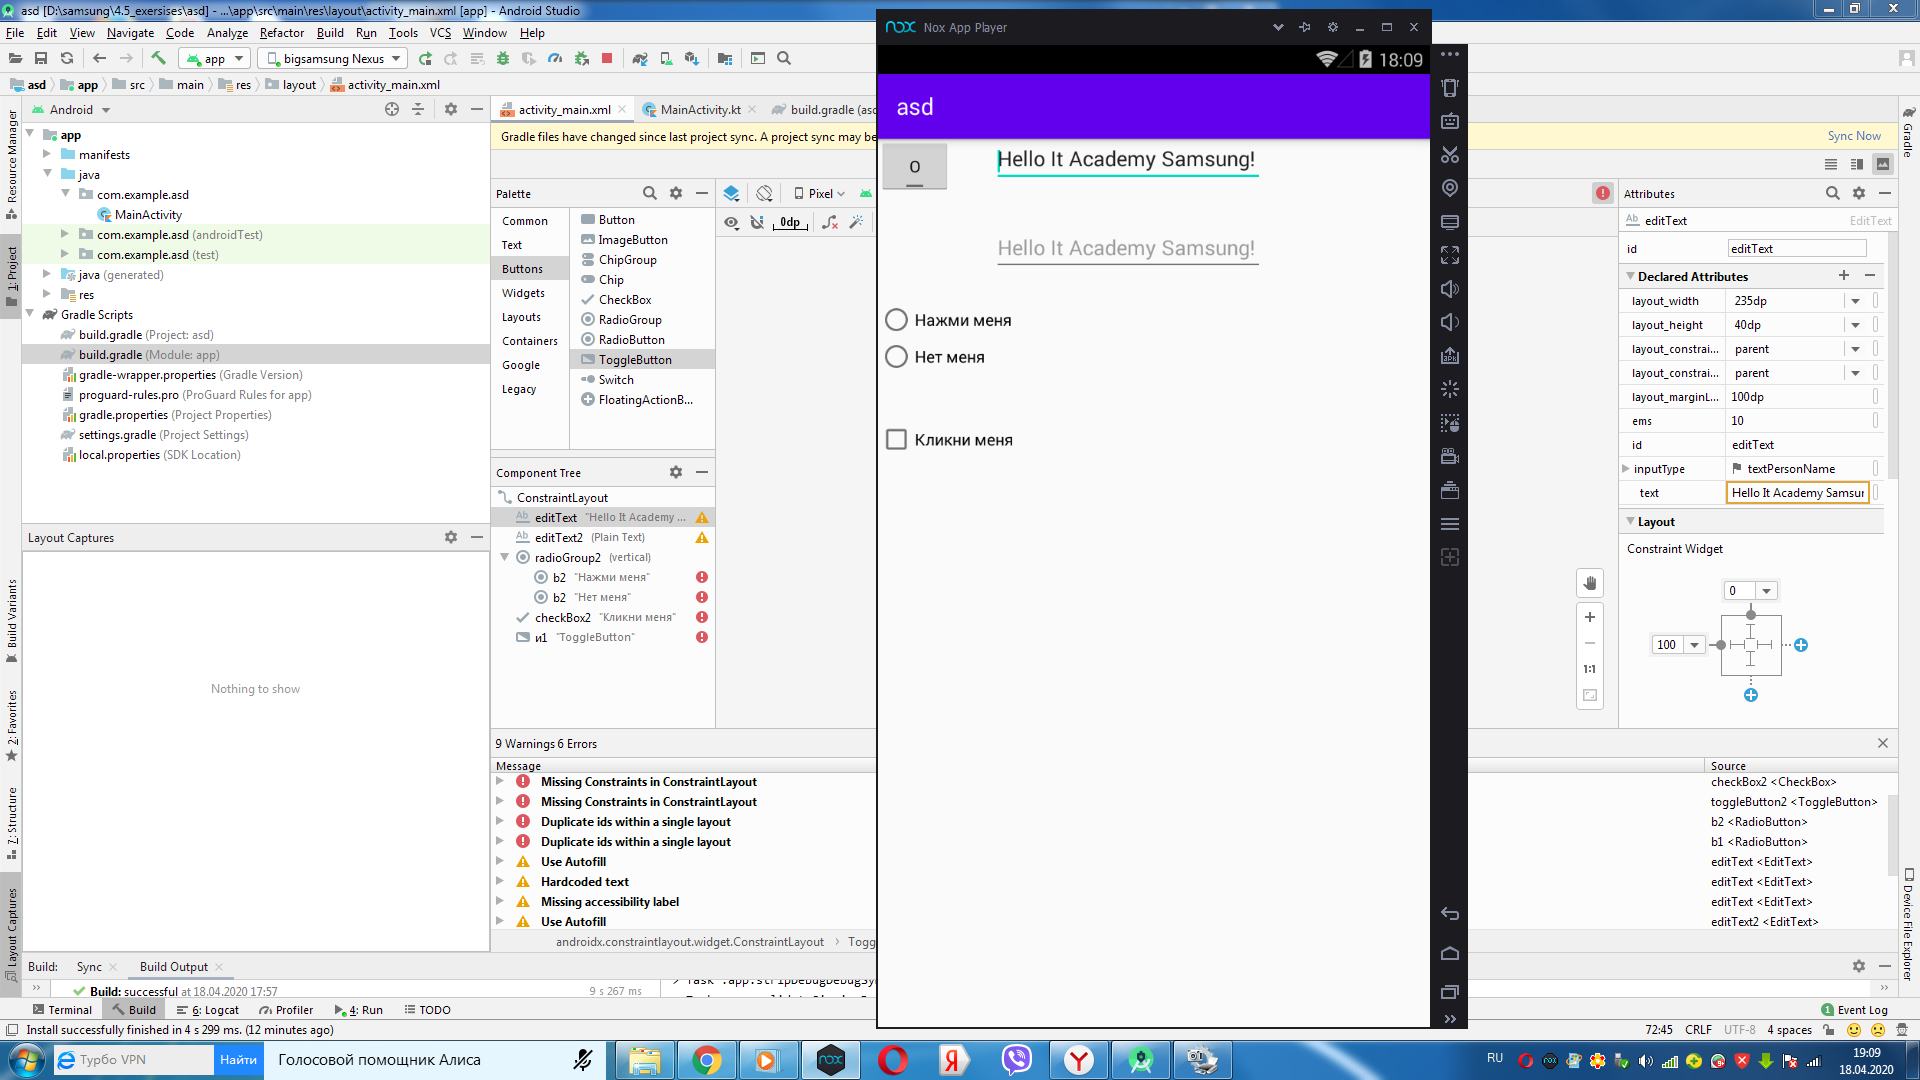 asd [D:\samsung\4.5_exersises\asd] - ...\app\src\main\res\layout\activity_main.xml [app] - Android Studio
File Edit View Navigate Code Analyze Refactor Build Run Tools VCS Window Help
app bigsamsung Nexus
asd app src main res layout activity_main.xml
Android
app
manifests
java
com.example.asd
MainActivity
com.example.asd (androidTest)
com.example.asd (test)
java (generated)
res
Gradle Scripts
build.gradle (Project: asd)
build.gradle (Module: app)
gradle-wrapper.properties (Gradle Version)
proguard-rules.pro (ProGuard Rules for app)
gradle.properties (Project Properties)
settings.gradle (Project Settings)
local.properties (SDK Location)
Layout Captures
Nothing to show
Resource Manager
1: Project
Build Variants
2: Favorites
7: Structure
Layout Captures
activity_main.xml MainActivity.kt build.gradle (asd
Gradle files have changed since last project sync. A project sync may be
Sync Now
Palette
Common
Text
Buttons
Widgets
Layouts
Containers
Google
Legacy
Button
ImageButton
ChipGroup
Chip
CheckBox
RadioGroup
RadioButton
ToggleButton
Switch
FloatingActionB...
Pixel
0dp
Component Tree
ConstraintLayout
Ab editText "Hello It Academy ...
Ab editText2 (Plain Text)
radioGroup2 (vertical)
b2 "Нажми меня"
b2 "Нет меня"
checkBox2 "Кликни меня"
и1 "ToggleButton"
9 Warnings 6 Errors
Message
Missing Constraints in ConstraintLayout
Missing Constraints in ConstraintLayout
Duplicate ids within a single layout
Duplicate ids within a single layout
Use Autofill
Hardcoded text
Missing accessibility label
Use Autofill
androidx.constraintlayout.widget.ConstraintLayout › Togg
nox Nox App Player
18:09
asd
O
Hello It Academy Samsung!
Hello It Academy Samsung!
Нажми меня
Нет меня
Кликни меня
Attributes
Ab editText EditText
id editText
Declared Attributes
layout_width 235dp
layout_height 40dp
layout_constrai... parent
layout_constrai... parent
layout_marginL... 100dp
ems 10
id editText
inputType textPersonName
text Hello It Academy Samsur
Layout
Constraint Widget
0
100
1:1
Source
checkBox2 <CheckBox>
toggleButton2 <ToggleButton>
b2 <RadioButton>
b1 <RadioButton>
editText <EditText>
editText <EditText>
editText <EditText>
editText2 <EditText>
Gradle
Device File Explorer
Build: Sync Build Output
Build: successful at 18.04.2020 17:57 9 s 267 ms
> Task :app:stripDebugDebugSy
Terminal Build 6: Logcat Profiler 4: Run TODO
1 Event Log
Install successfully finished in 4 s 299 ms. (12 minutes ago)
72:45 CRLF UTF-8 4 spaces
Турбо VPN Найти Голосовой помощник Алиса
RU
19:09
18.04.2020